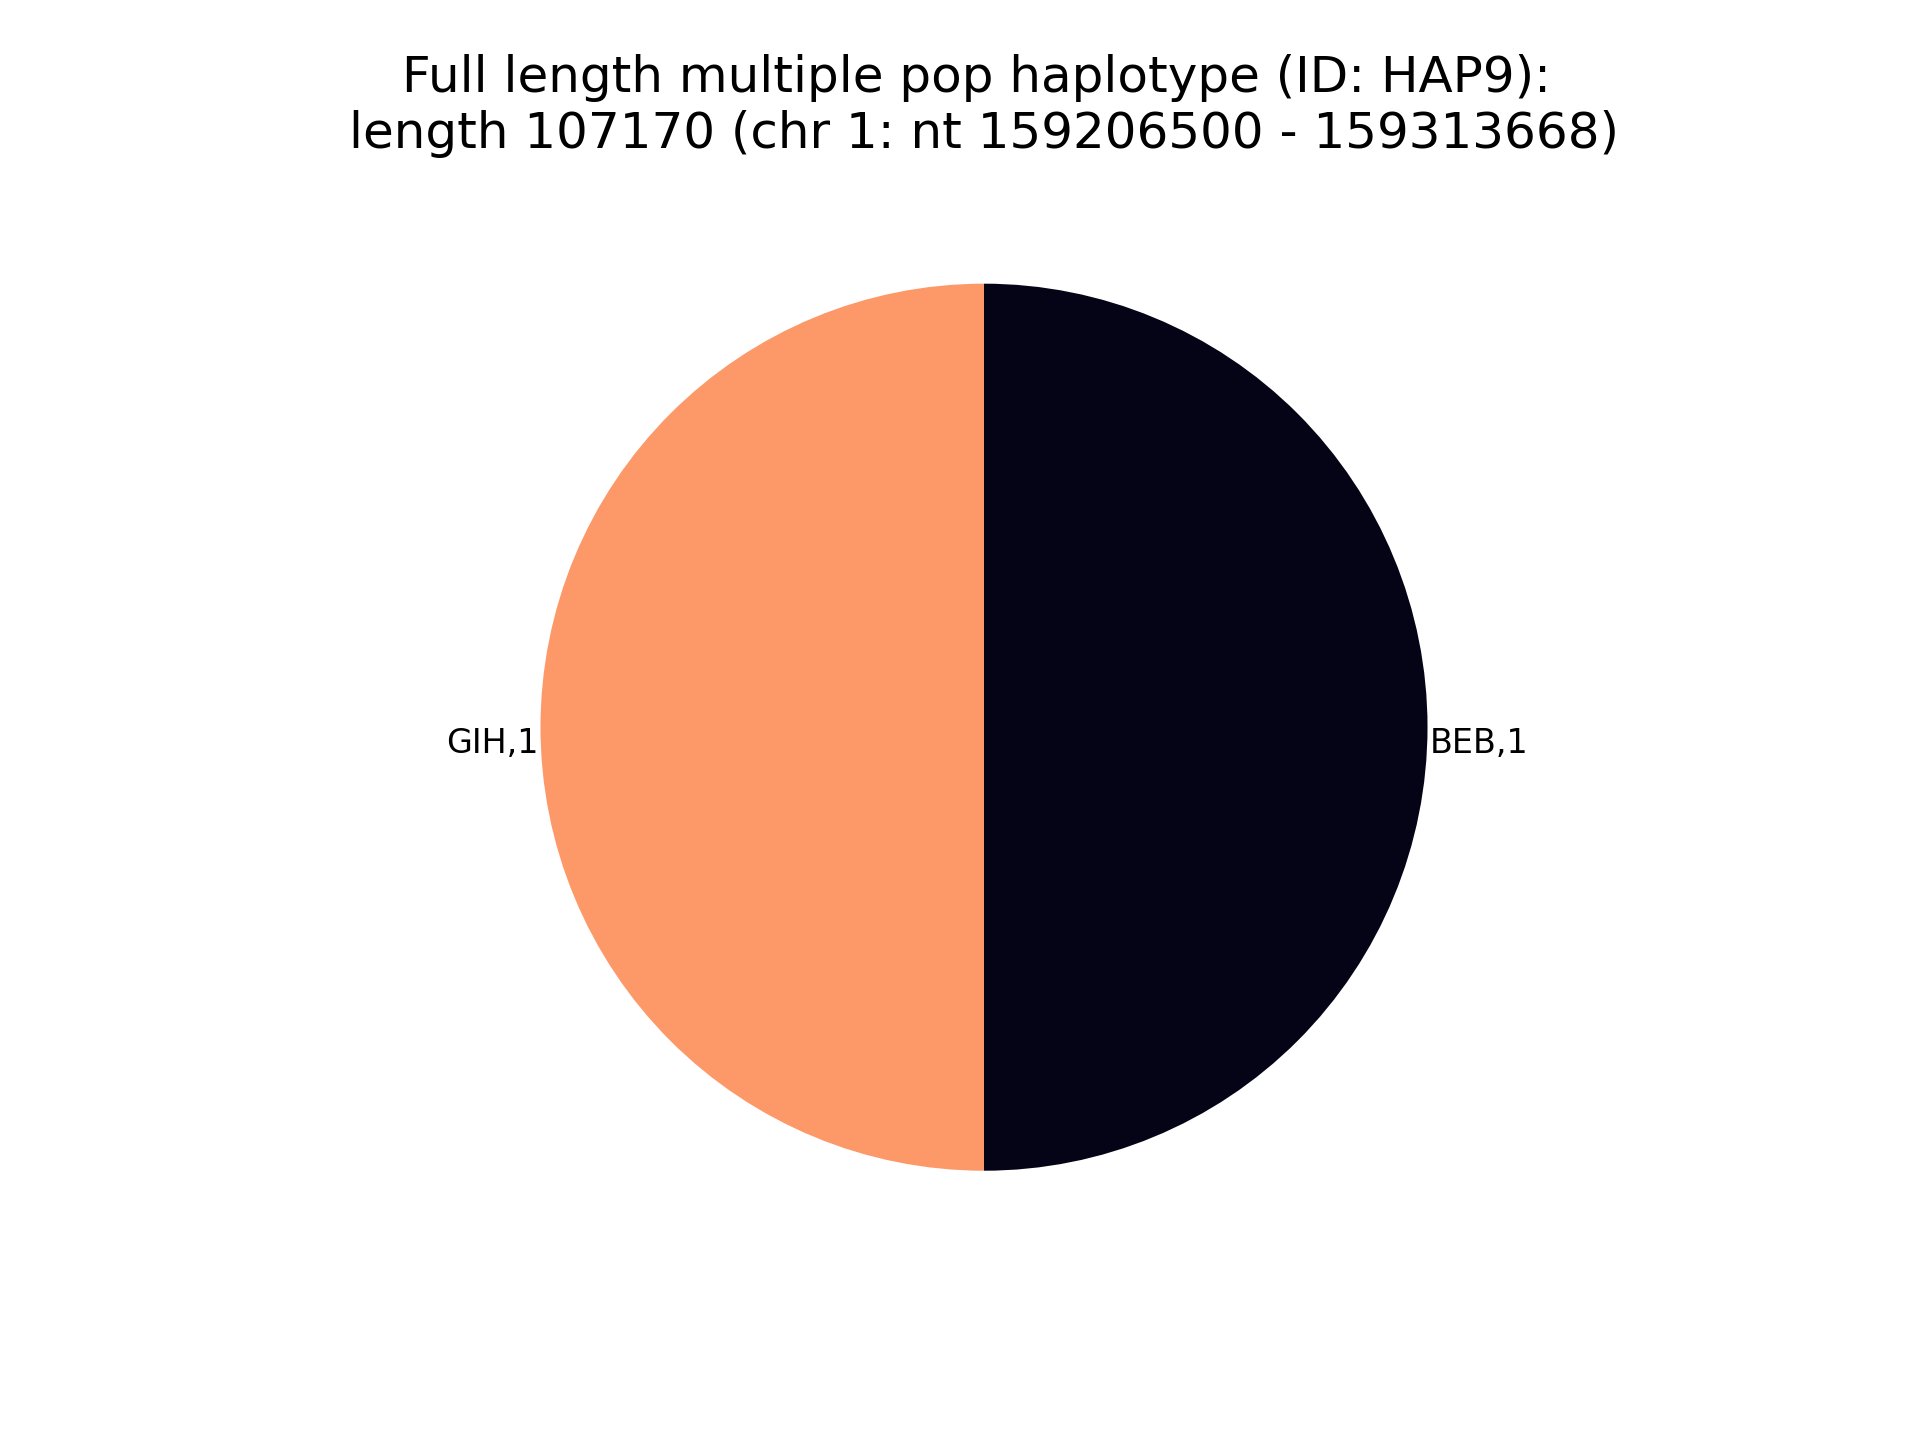 Full length multiple pop haplotype (ID: HAP9):
length 107170 (chr 1: nt 159206500 - 159313668)
GIH,1
BEB,1